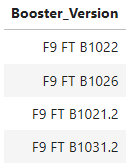 Booster_Version
F9 FT B1022
F9 FT B1026
F9 FT B1021.2
F9 FT B1031.2